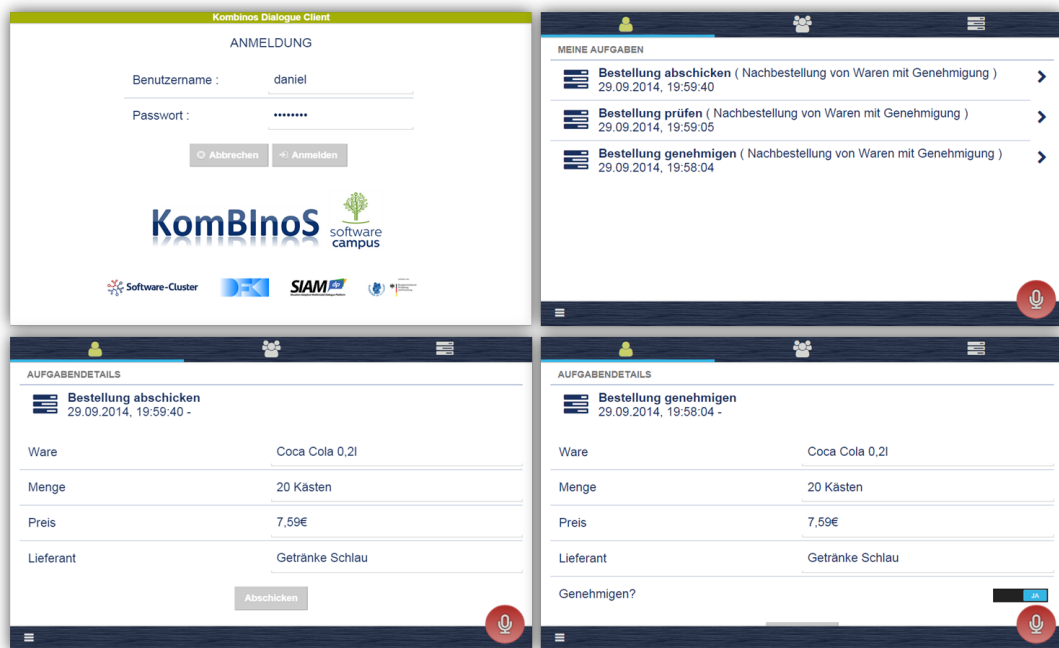 Kombinos Dialogue Client
ANMELDUNG
Benutzername : daniel
Passwort : ••••••••
Abbrechen Anmelden
KomBInoS software campus
Software-Cluster DFKI SIAM dp
MEINE AUFGABEN
Bestellung abschicken ( Nachbestellung von Waren mit Genehmigung )
29.09.2014, 19:59:40
Bestellung prüfen ( Nachbestellung von Waren mit Genehmigung )
29.09.2014, 19:59:05
Bestellung genehmigen ( Nachbestellung von Waren mit Genehmigung )
29.09.2014, 19:58:04
AUFGABENDETAILS
Bestellung abschicken
29.09.2014, 19:59:40 -
Ware Coca Cola 0,2l
Menge 20 Kästen
Preis 7,59€
Lieferant Getränke Schlau
Abschicken
AUFGABENDETAILS
Bestellung genehmigen
29.09.2014, 19:58:04 -
Ware Coca Cola 0,2l
Menge 20 Kästen
Preis 7,59€
Lieferant Getränke Schlau
Genehmigen? JA